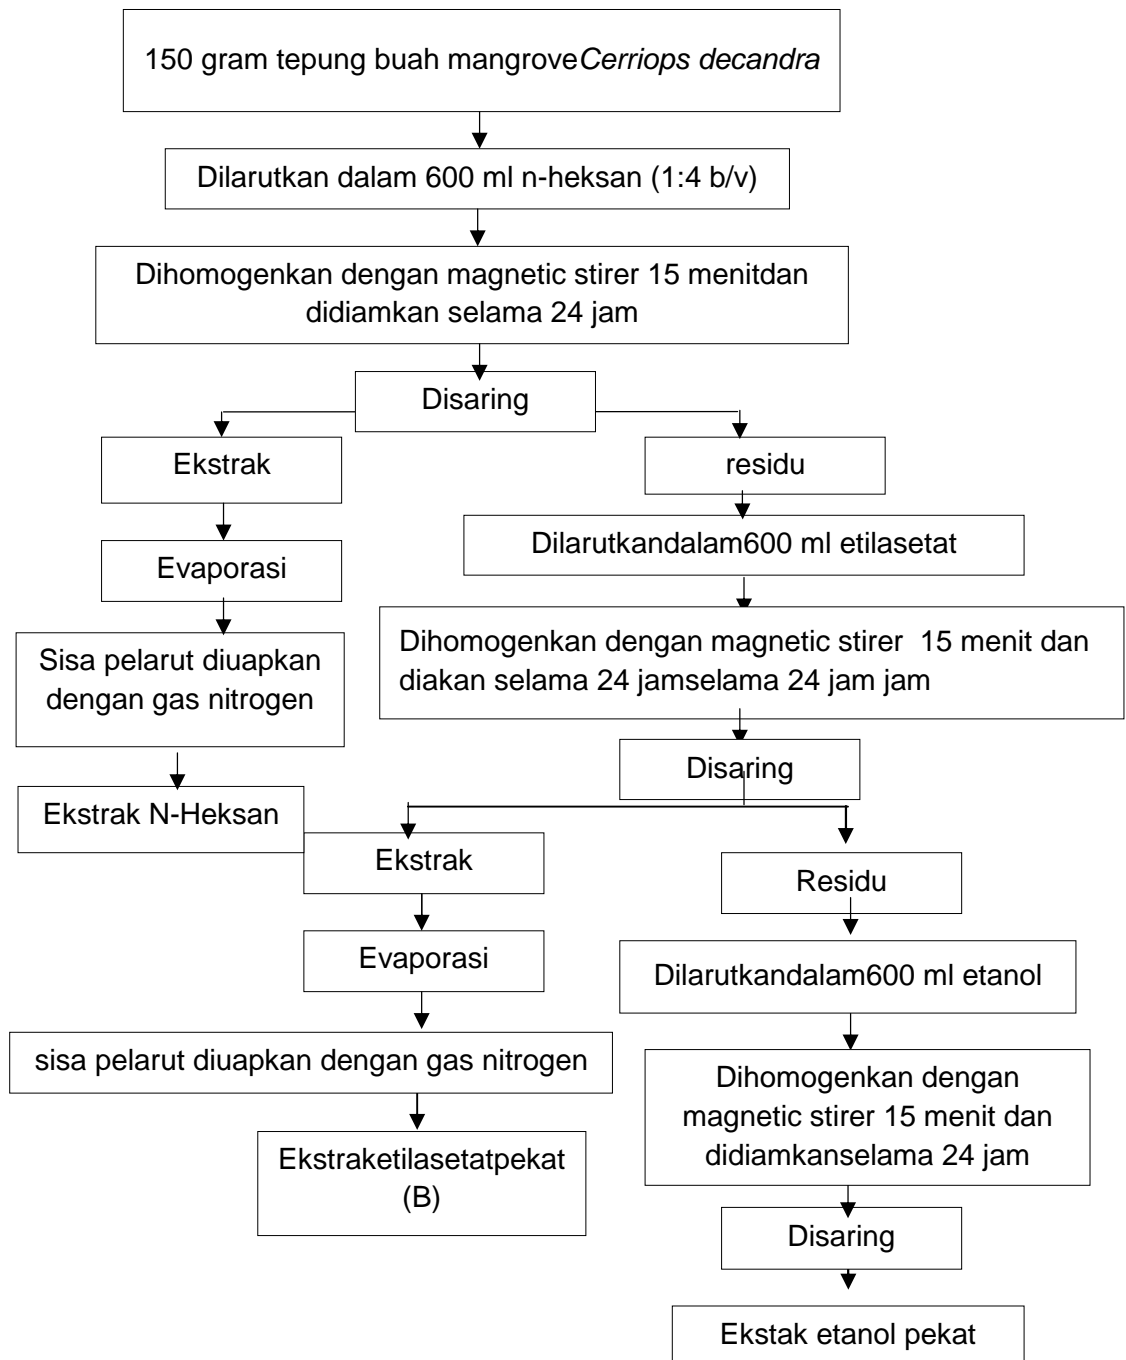 150 gram tepung buah mangroveCerriops decandra
Dilarutkan dalam 600 ml n-heksan (1:4 b/v)
Dihomogenkan dengan magnetic stirer 15 menitdan
didiamkan selama 24 jam
Disaring
Ekstrak
residu
Evaporasi
Dilarutkandalam600 ml etilasetat
Sisa pelarut diuapkan
dengan gas nitrogen
Dihomogenkan dengan magnetic stirer 15 menit dan
diakan selama 24 jamselama 24 jam jam
Disaring
Ekstrak N-Heksan
Ekstrak
Residu
Evaporasi
Dilarutkandalam600 ml etanol
sisa pelarut diuapkan dengan gas nitrogen
Dihomogenkan dengan
magnetic stirer 15 menit dan
didiamkanselama 24 jam
Ekstraketilasetatpekat
(B)
Disaring
Ekstak etanol pekat